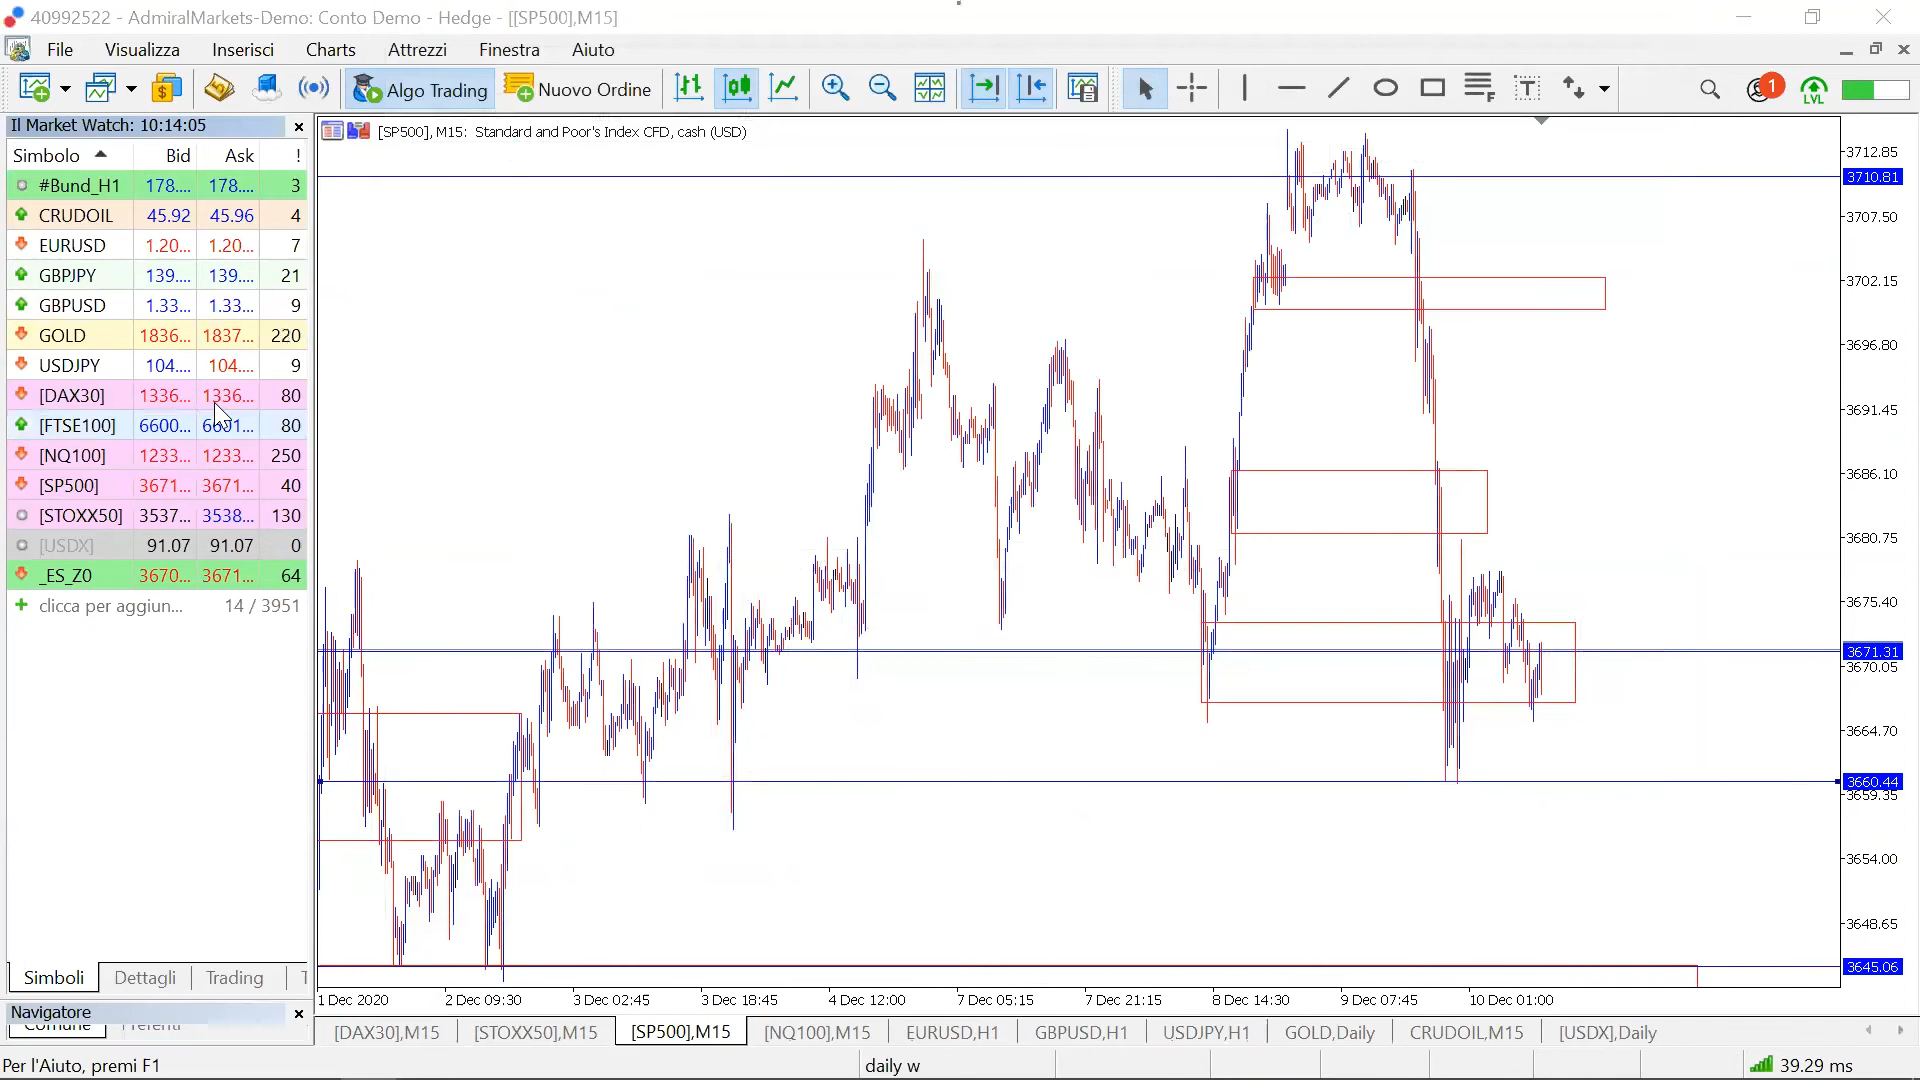 40992522 - AdmiralMarkets-Demo: Conto Demo - Hedge - [[SP500],M15]
File Visualizza Inserisci Charts Attrezzi Finestra Aiuto
Algo Trading Nuovo Ordine T 1 LVL
Il Market Watch: 10:14:05
Simbolo Bid Ask !
#Bund_H1 178.... 178.... 3
CRUDOIL 45.92 45.96 4
EURUSD 1.20... 1.20... 7
GBPJPY 139.... 139.... 21
GBPUSD 1.33... 1.33... 9
GOLD 1836... 1837... 220
USDJPY 104.... 104.... 9
[DAX30] 1336... 1336... 80
[FTSE100] 6600... 6601... 80
[NQ100] 1233... 1233... 250
[SP500] 3671... 3671... 40
[STOXX50] 3537... 3538... 130
[USDX] 91.07 91.07 0
_ES_Z0 3670... 3671... 64
clicca per aggiun... 14 / 3951
Simboli Dettagli Trading T
Navigatore
Comune Preferiti
[SP500], M15: Standard and Poor's Index CFD, cash (USD)
3712.85
3710.81
3707.50
3702.15
3696.80
3691.45
3686.10
3680.75
3675.40
3671.31
3670.05
3664.70
3660.44
3659.35
3654.00
3648.65
3645.06
1 Dec 2020 2 Dec 09:30 3 Dec 02:45 3 Dec 18:45 4 Dec 12:00 7 Dec 05:15 7 Dec 21:15 8 Dec 14:30 9 Dec 07:45 10 Dec 01:00
[DAX30],M15 [STOXX50],M15 [SP500],M15 [NQ100],M15 EURUSD,H1 GBPUSD,H1 USDJPY,H1 GOLD,Daily CRUDOIL,M15 [USDX],Daily
Per l'Aiuto, premi F1 daily w 39.29 ms